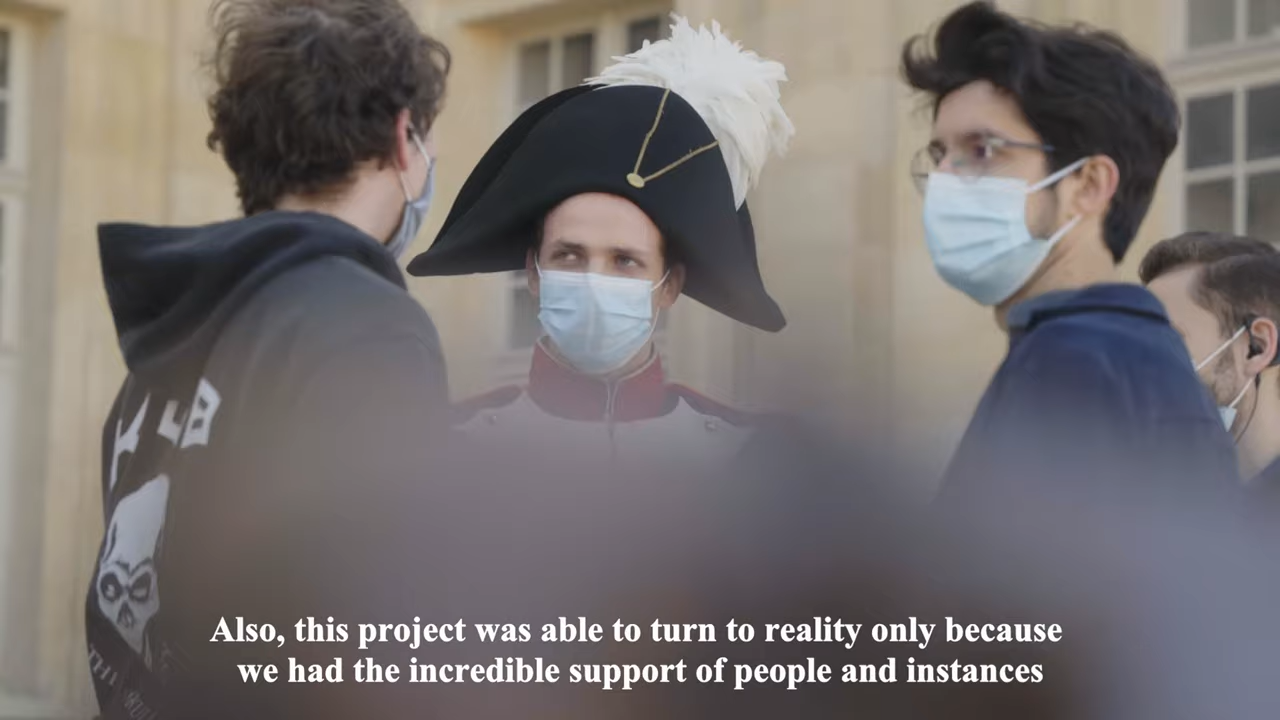 Also, this project was able to turn to reality only because
we had the incredible support of people and instances